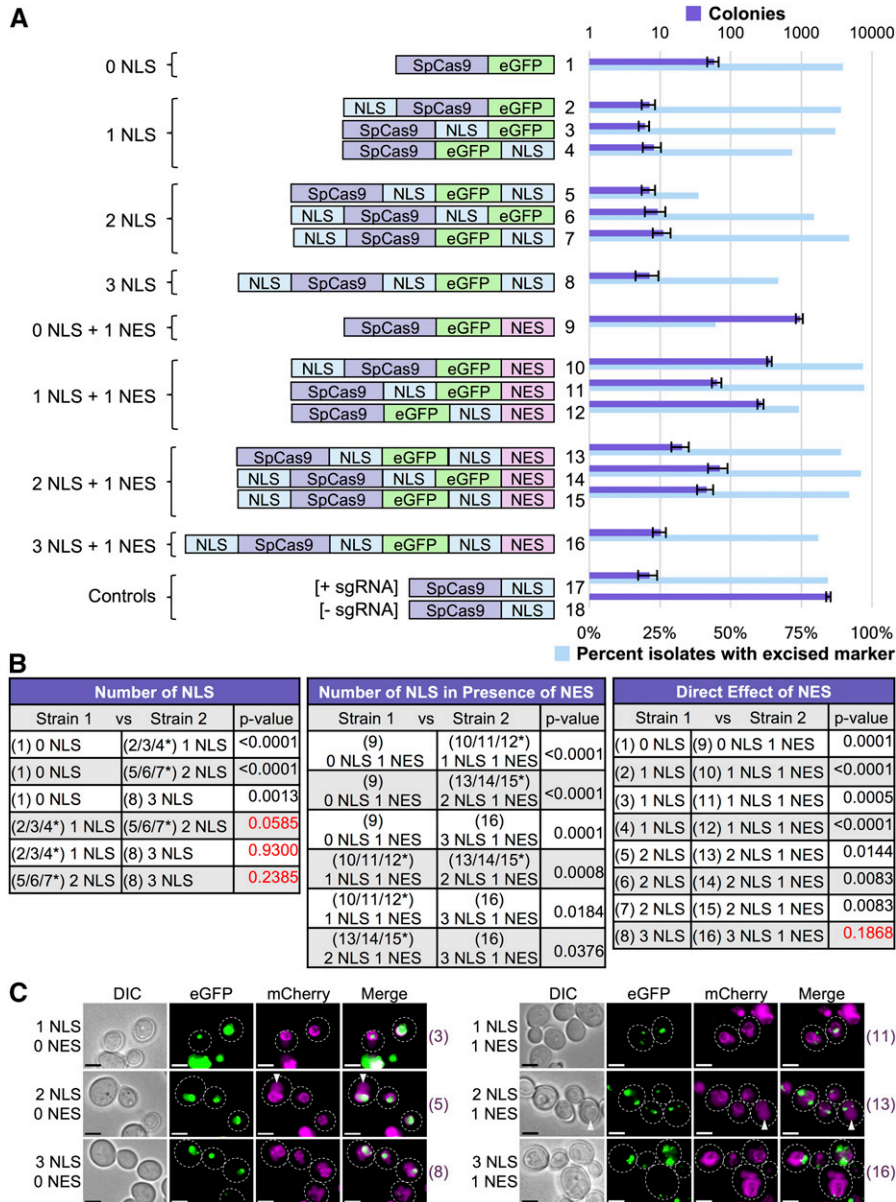 A
Colonies
1 10 100 1000 10000
0 NLS
SpCas9 eGFP 1
1 NLS
NLS SpCas9 eGFP 2
SpCas9 NLS eGFP 3
SpCas9 eGFP NLS 4
2 NLS
SpCas9 NLS eGFP NLS 5
NLS SpCas9 NLS eGFP 6
NLS SpCas9 eGFP NLS 7
3 NLS
NLS SpCas9 NLS eGFP NLS 8
0 NLS + 1 NES
SpCas9 eGFP NES 9
1 NLS + 1 NES
NLS SpCas9 eGFP NES 10
SpCas9 NLS eGFP NES 11
SpCas9 eGFP NLS NES 12
2 NLS + 1 NES
SpCas9 NLS eGFP NLS NES 13
NLS SpCas9 NLS eGFP NES 14
NLS SpCas9 eGFP NLS NES 15
3 NLS + 1 NES
NLS SpCas9 NLS eGFP NLS NES 16
Controls
[+ sgRNA] SpCas9 NLS 17
[- sgRNA] SpCas9 NLS 18
0% 25% 50% 75% 100%
Percent isolates with excised marker
B
Number of NLS
Strain 1 vs Strain 2 p-value
(1) 0 NLS (2/3/4*) 1 NLS <0.0001
(1) 0 NLS (5/6/7*) 2 NLS <0.0001
(1) 0 NLS (8) 3 NLS 0.0013
(2/3/4*) 1 NLS (5/6/7*) 2 NLS 0.0585
(2/3/4*) 1 NLS (8) 3 NLS 0.9300
(5/6/7*) 2 NLS (8) 3 NLS 0.2385
Number of NLS in Presence of NES
Strain 1 vs Strain 2 p-value
(9) (10/11/12*)
0 NLS 1 NES 1 NLS 1 NES <0.0001
(9) (13/14/15*)
0 NLS 1 NES 2 NLS 1 NES <0.0001
(9) (16)
0 NLS 1 NES 3 NLS 1 NES 0.0001
(10/11/12*) (13/14/15*)
1 NLS 1 NES 2 NLS 1 NES 0.0008
(10/11/12*) (16)
1 NLS 1 NES 3 NLS 1 NES 0.0184
(13/14/15*) (16)
2 NLS 1 NES 3 NLS 1 NES 0.0376
Direct Effect of NES
Strain 1 vs Strain 2 p-value
(1) 0 NLS (9) 0 NLS 1 NES 0.0001
(2) 1 NLS (10) 1 NLS 1 NES <0.0001
(3) 1 NLS (11) 1 NLS 1 NES 0.0005
(4) 1 NLS (12) 1 NLS 1 NES <0.0001
(5) 2 NLS (13) 2 NLS 1 NES 0.0144
(6) 2 NLS (14) 2 NLS 1 NES 0.0083
(7) 2 NLS (15) 2 NLS 1 NES 0.0083
(8) 3 NLS (16) 3 NLS 1 NES 0.1868
C
DIC eGFP mCherry Merge
1 NLS
0 NES
(3)
2 NLS
0 NES
(5)
3 NLS
0 NES
(8)
DIC eGFP mCherry Merge
1 NLS
1 NES
(11)
2 NLS
1 NES
(13)
3 NLS
1 NES
(16)